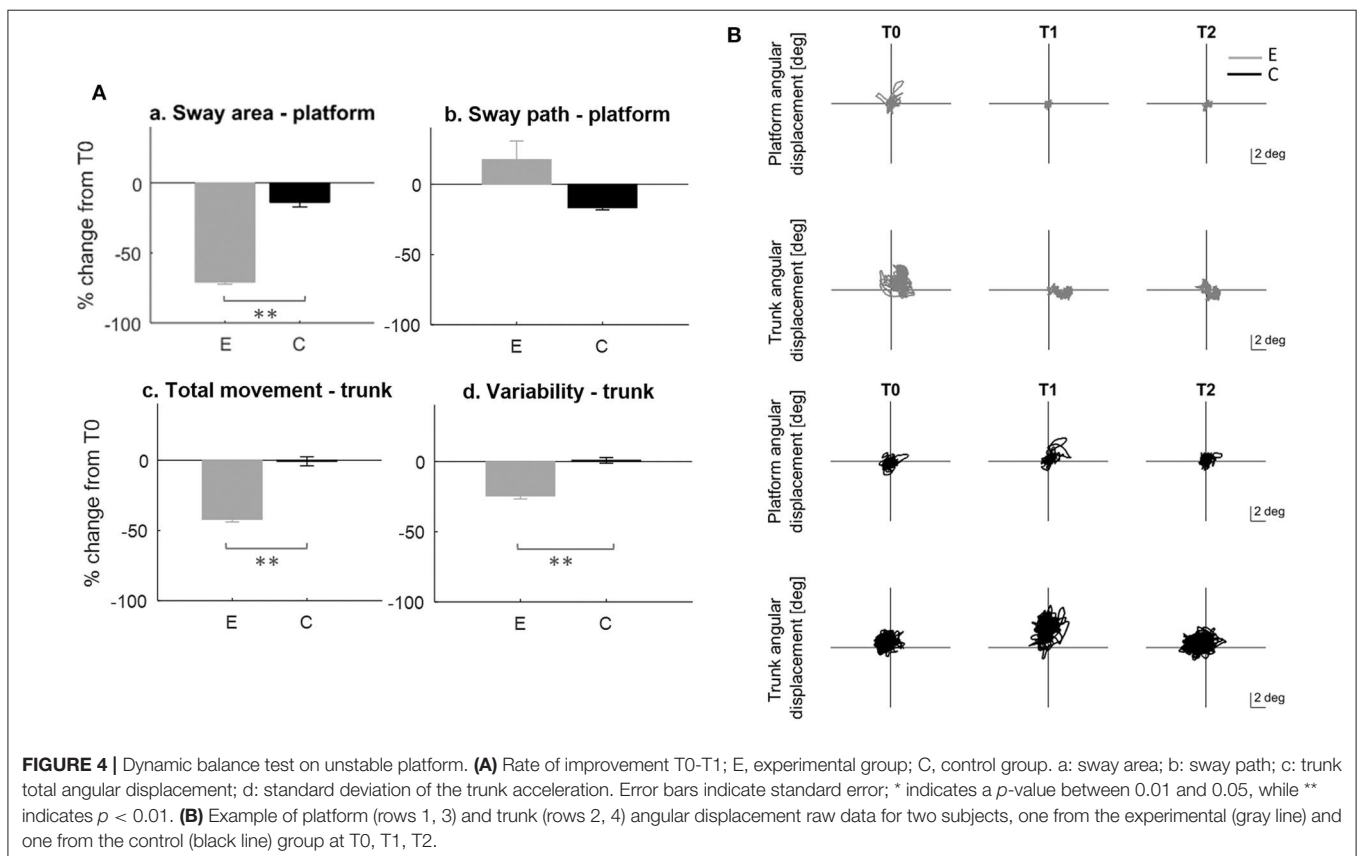 A
a. Sway area - platform
b. Sway path - platform
% change from T0
0
-50
-100
**
E
C
0
-50
-100
E
C
c. Total movement - trunk
d. Variability - trunk
% change from T0
0
-50
-100
**
E
C
0
-50
-100
**
E
C
B
T0
T1
T2
E
C
Platform angular
displacement [deg]
2 deg
Trunk angular
displacement [deg]
2 deg
T0
T1
T2
Platform angular
displacement [deg]
2 deg
Trunk angular
displacement [deg]
2 deg
FIGURE 4 | Dynamic balance test on unstable platform. (A) Rate of improvement T0-T1; E, experimental group; C, control group. a: sway area; b: sway path; c: trunk
total angular displacement; d: standard deviation of the trunk acceleration. Error bars indicate standard error; * indicates a p-value between 0.01 and 0.05, while **
indicates p < 0.01. (B) Example of platform (rows 1, 3) and trunk (rows 2, 4) angular displacement raw data for two subjects, one from the experimental (gray line) and
one from the control (black line) group at T0, T1, T2.